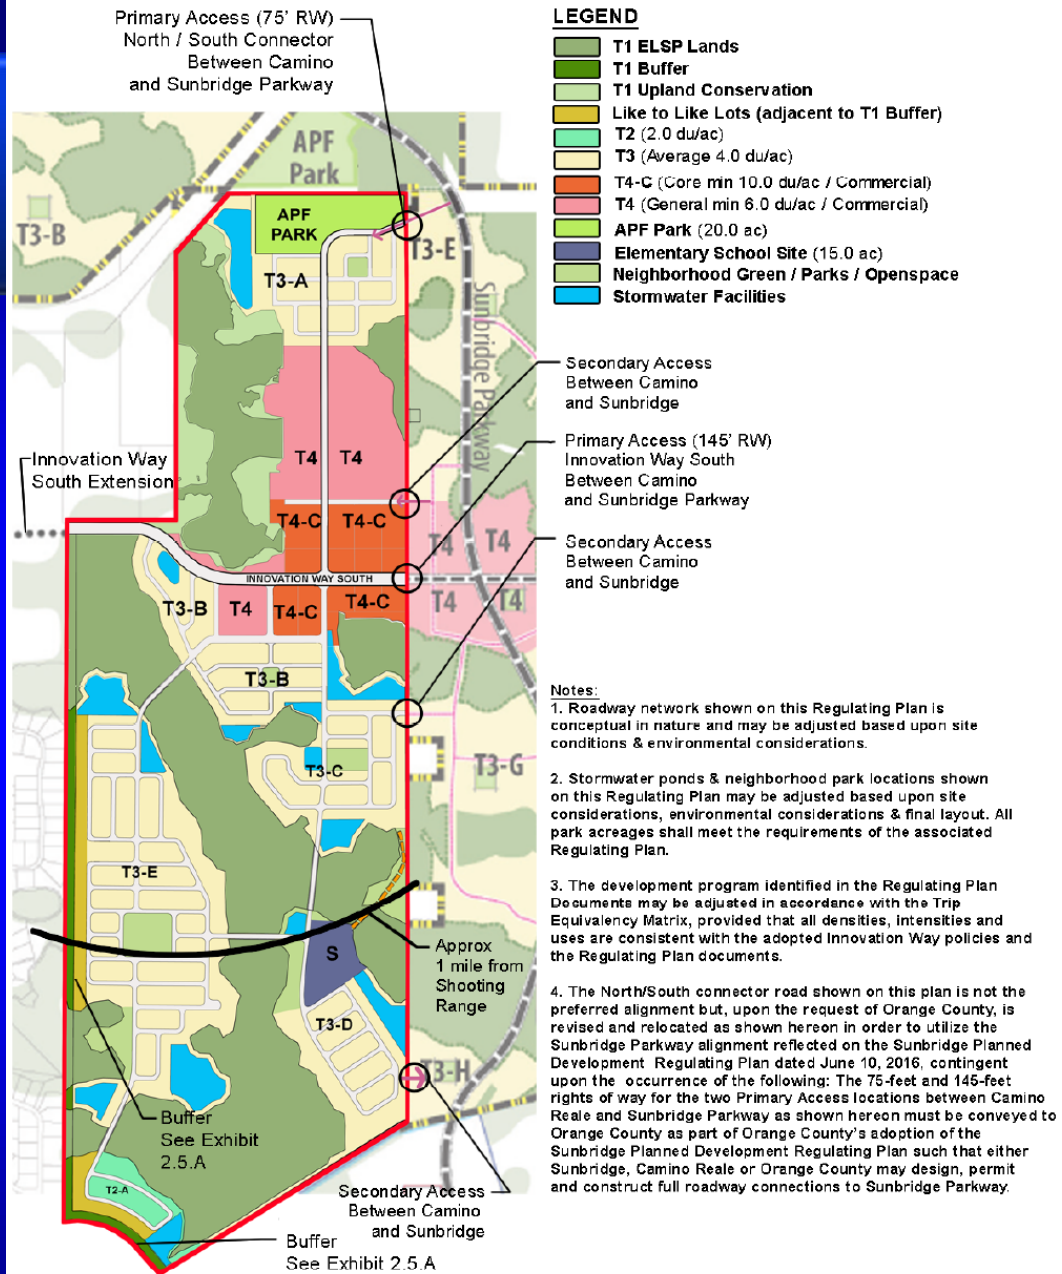 Primary Access (75' RW)
North / South Connector
Between Camino
and Sunbridge Parkway
LEGEND
T1 ELSP Lands
T1 Buffer
T1 Upland Conservation
Like to Like Lots (adjacent to T1 Buffer)
T2 (2.0 du/ac)
T3 (Average 4.0 du/ac)
T4-C (Core min 10.0 du/ac / Commercial)
T4 (General min 6.0 du/ac / Commercial)
APF Park (20.0 ac)
Elementary School Site (15.0 ac)
Neighborhood Green / Parks / Openspace
Stormwater Facilities
APF
Park
T3-B
APF
PARK
T3-E
T3-A
Sunbridge Parkway
Secondary Access
Between Camino
and Sunbridge
Primary Access (145' RW)
Innovation Way South
Between Camino
and Sunbridge Parkway
Innovation Way
South Extension
T4 T4
T4-C T4-C
T4 T4
Secondary Access
Between Camino
and Sunbridge
INNOVATION WAY SOUTH
T3-B T4 T4-C T4-C
T4 T4
T3-B
T3-C
T3-G
T3-E
S
Approx
1 mile from
Shooting
Range
T3-D
T3-H
Buffer
See Exhibit
2.5.A
T2-A
Secondary Access
Between Camino
and Sunbridge
Buffer
See Exhibit 2.5.A
Notes:
1. Roadway network shown on this Regulating Plan is
conceptual in nature and may be adjusted based upon site
conditions & environmental considerations.
2. Stormwater ponds & neighborhood park locations shown
on this Regulating Plan may be adjusted based upon site
considerations, environmental considerations & final layout. All
park acreages shall meet the requirements of the associated
Regulating Plan.
3. The development program identified in the Regulating Plan
Documents may be adjusted in accordance with the Trip
Equivalency Matrix, provided that all densities, intensities and
uses are consistent with the adopted Innovation Way policies and
the Regulating Plan documents.
4. The North/South connector road shown on this plan is not the
preferred alignment but, upon the request of Orange County, is
revised and relocated as shown hereon in order to utilize the
Sunbridge Parkway alignment reflected on the Sunbridge Planned
Development Regulating Plan dated June 10, 2016, contingent
upon the occurrence of the following: The 75-feet and 145-feet
rights of way for the two Primary Access locations between Camino
Reale and Sunbridge Parkway as shown hereon must be conveyed to
Orange County as part of Orange County's adoption of the
Sunbridge Planned Development Regulating Plan such that either
Sunbridge, Camino Reale or Orange County may design, permit
and construct full roadway connections to Sunbridge Parkway.